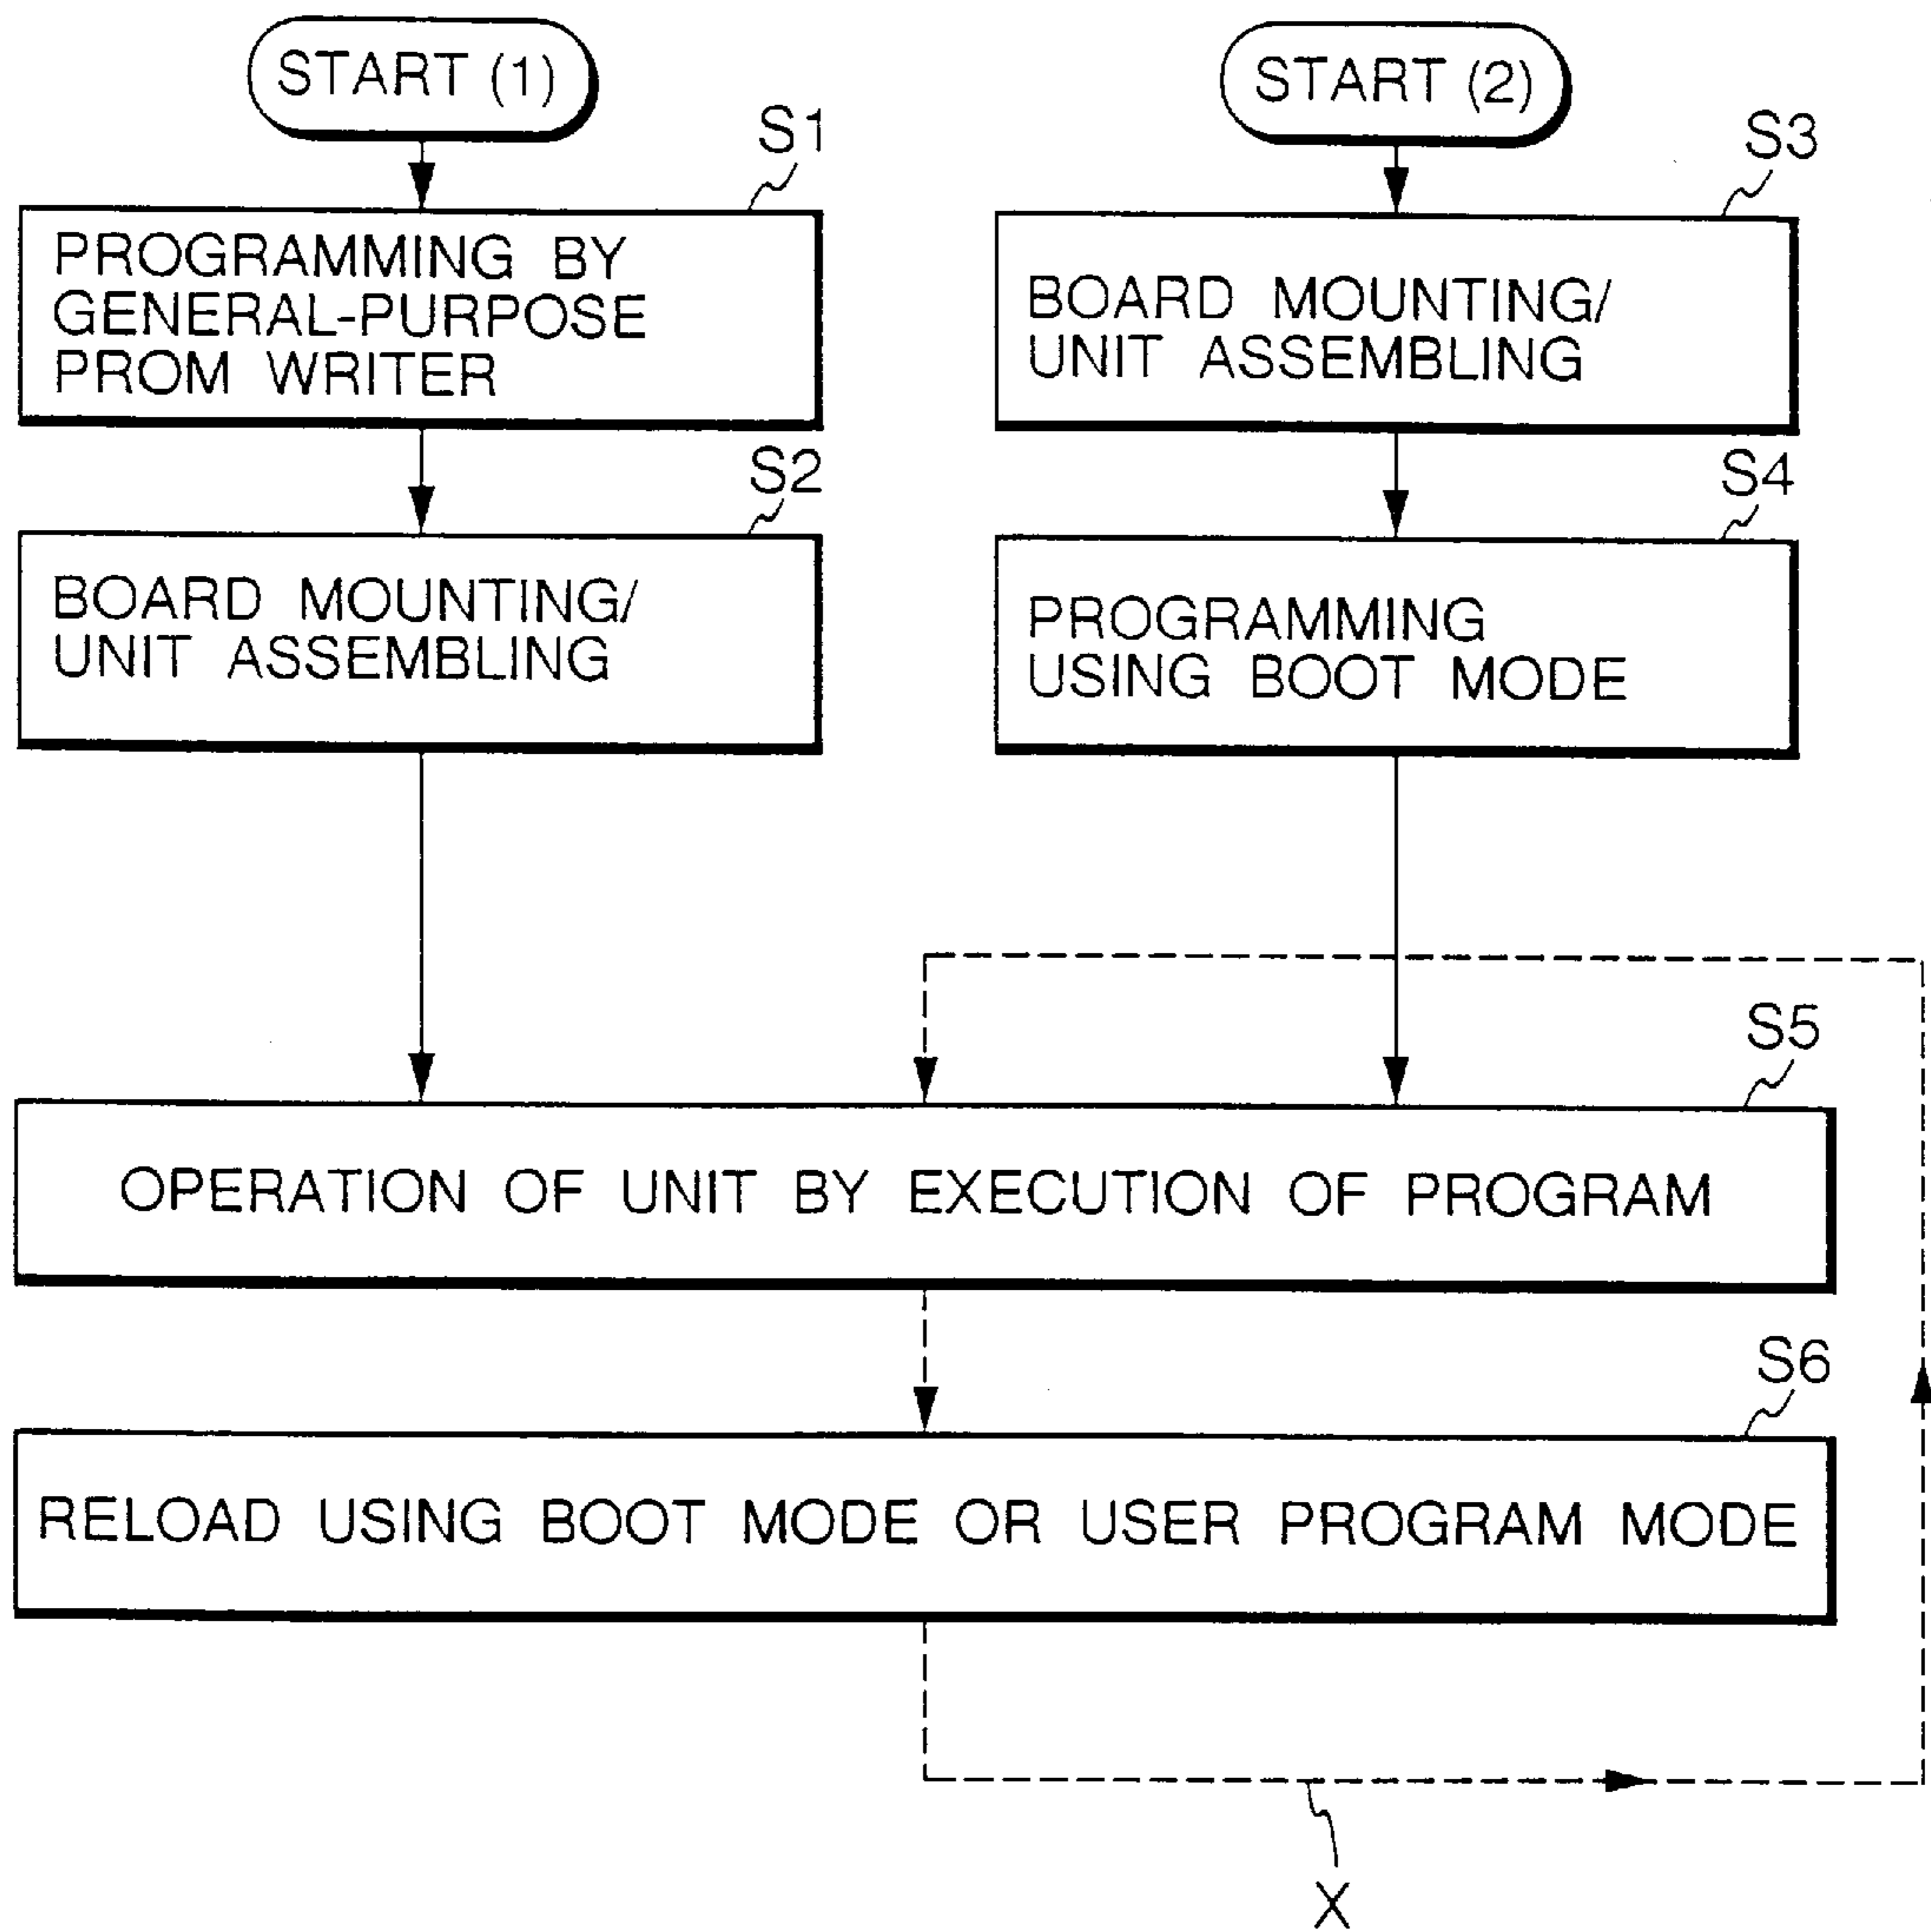 START (1)
S1
PROGRAMMING BY
GENERAL-PURPOSE
PROM WRITER
S2
BOARD MOUNTING/
UNIT ASSEMBLING
START (2)
S3
BOARD MOUNTING/
UNIT ASSEMBLING
S4
PROGRAMMING
USING BOOT MODE
S5
OPERATION OF UNIT BY EXECUTION OF PROGRAM
S6
RELOAD USING BOOT MODE OR USER PROGRAM MODE
X